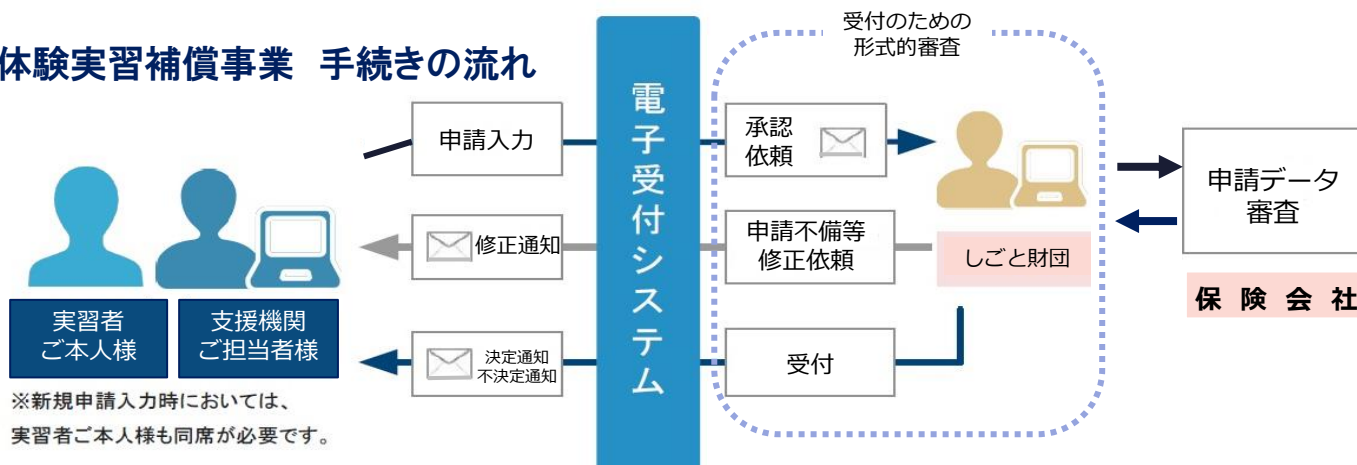 体験実習補償事業 手続きの流れ
受付のための
形式的審査
電子受付システム
申請入力
承認
依頼
申請データ
審査
修正通知
申請不備等
修正依頼
しごと財団
保険会社
実習者
ご本人様
支援機関
ご担当者様
決定通知
不決定通知
受付
※新規申請入力時においては、
実習者ご本人様も同席が必要です。